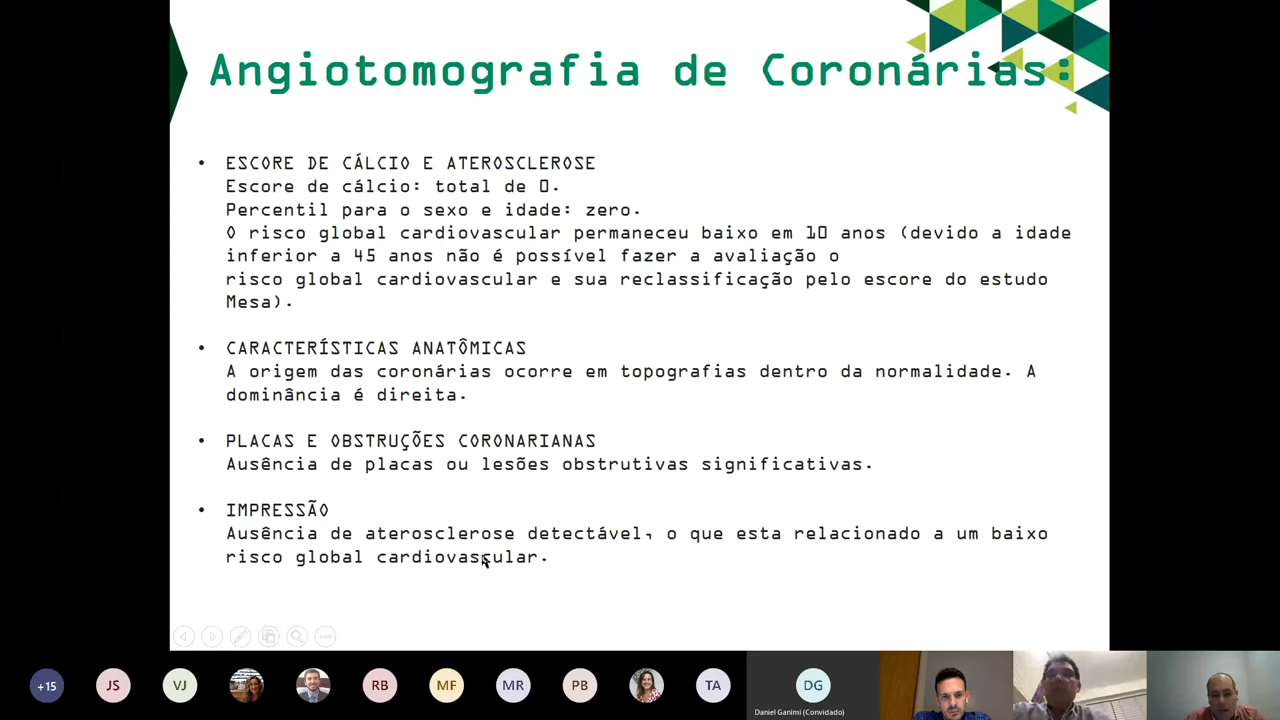 Angiotomografia de Coronárias:
• ESCORE DE CÁLCIO E ATEROSCLEROSE
Escore de cálcio: total de 0.
Percentil para o sexo e idade: zero.
O risco global cardiovascular permaneceu baixo em 10 anos (devido a idade
inferior a 45 anos não é possível fazer a avaliação o
risco global cardiovascular e sua reclassificação pelo escore do estudo
Mesa).
• CARACTERÍSTICAS ANATÔMICAS
A origem das coronárias ocorre em topografias dentro da normalidade. A
dominância é direita.
• PLACAS E OBSTRUÇÕES CORONARIANAS
Ausência de placas ou lesões obstrutivas significativas.
• IMPRESSÃO
Ausência de aterosclerose detectável, o que esta relacionado a um baixo
risco global cardiovascular.
+15
JS
VJ
RB
MF
MR
PB
TA
DG
Daniel Ganimi (Convidado)